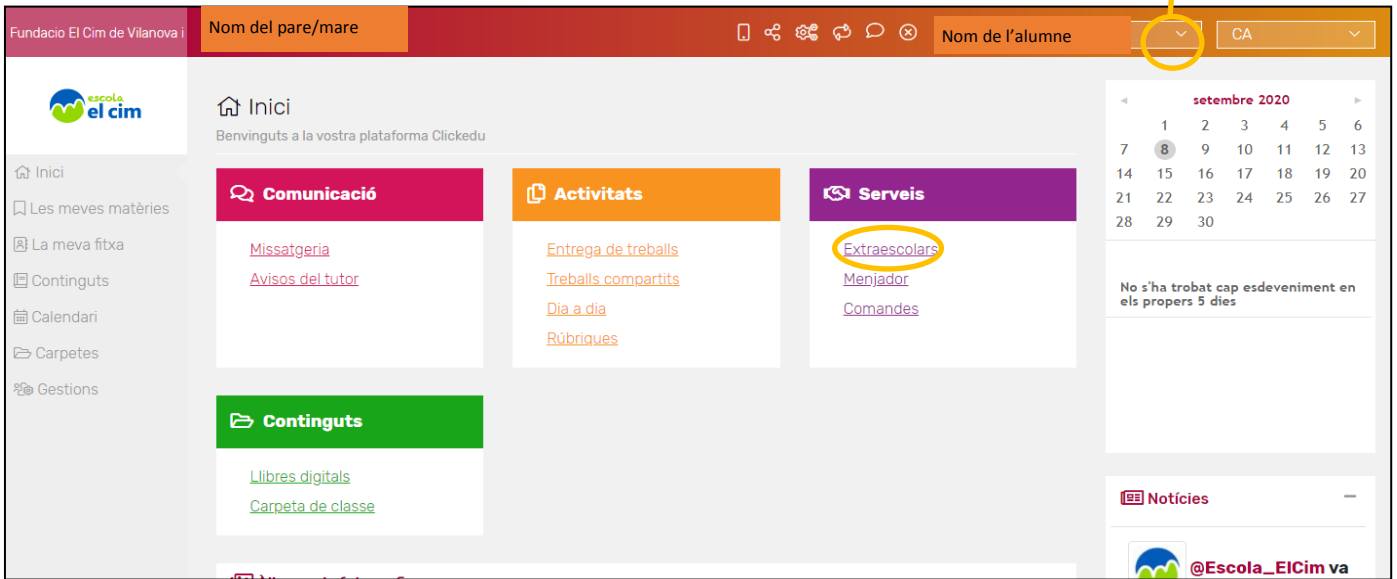 Fundacio El Cim de Vilanova i
Nom del pare/mare
Nom de l'alumne
CA
escola
el cim
Inici
Les meves matèries
La meva fitxa
Continguts
Calendari
Carpetes
Gestions
Inici
Benvinguts a la vostra plataforma Clickedu
Comunicació
Missatgeria
Avisos del tutor
Activitats
Entrega de treballs
Treballs compartits
Dia a dia
Rúbriques
Serveis
Extraescolars
Menjador
Comandes
Continguts
Llibres digitals
Carpeta de classe
setembre 2020
1 2 3 4 5 6
7 8 9 10 11 12 13
14 15 16 17 18 19 20
21 22 23 24 25 26 27
28 29 30
No s'ha trobat cap esdeveniment en
els propers 5 dies
Notícies
@Escola_ElCim va